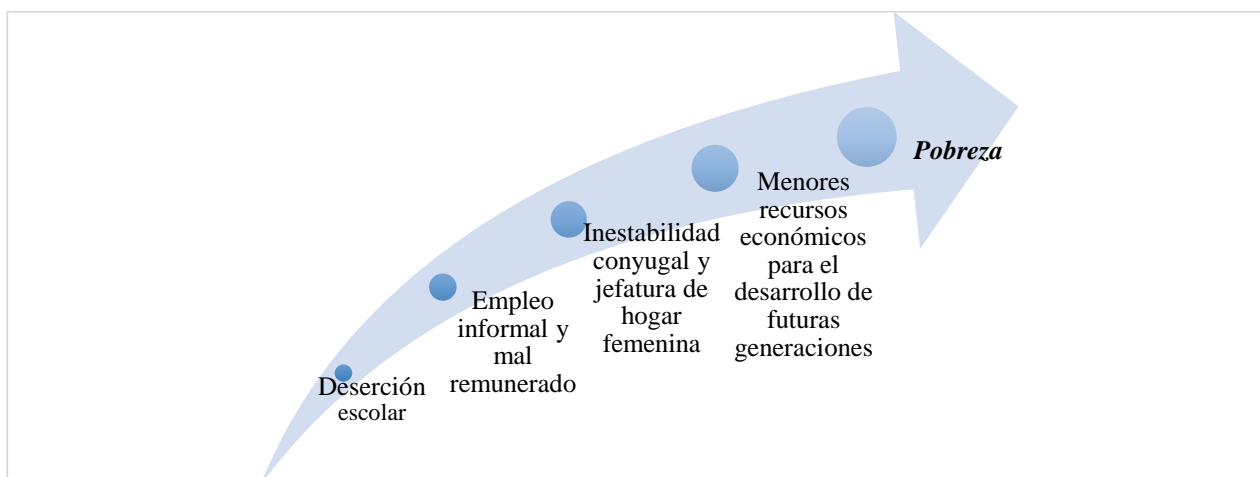 Deserción
escolar
Empleo
informal y
mal
remunerado
Inestabilidad
conyugal y
jefatura de
hogar
femenina
Menores
recursos
económicos
para el
desarrollo de
futuras
generaciones
Pobreza